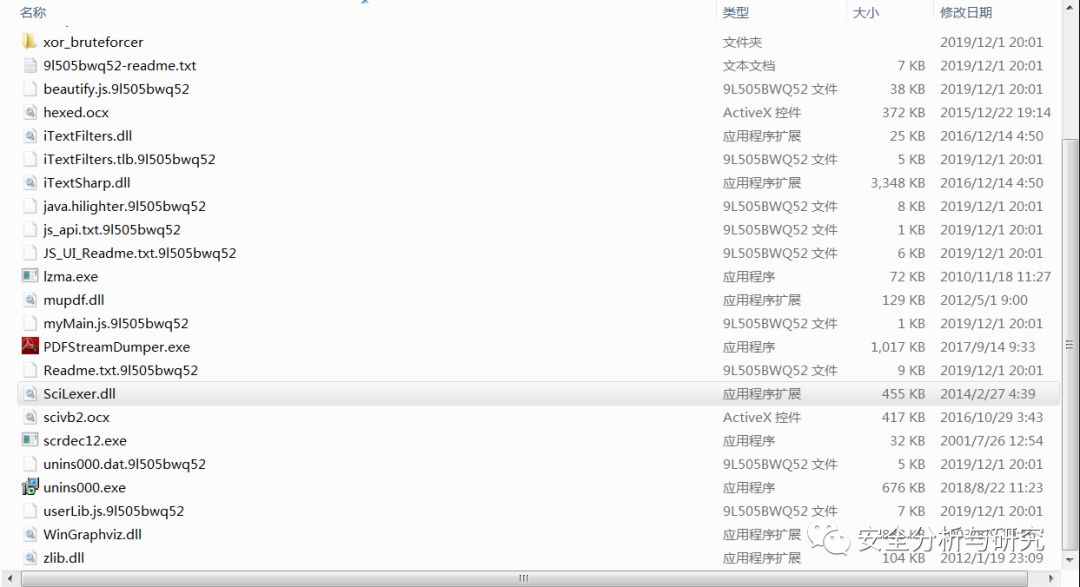 名称 类型 大小 修改日期
xor_bruteforcer 文件夹 2019/12/1 20:01
9l505bwq52-readme.txt 文本文档 7 KB 2019/12/1 20:01
beautify.js.9l505bwq52 9L505BWQ52 文件 38 KB 2019/12/1 20:01
hexed.ocx ActiveX 控件 372 KB 2015/12/22 19:14
iTextFilters.dll 应用程序扩展 25 KB 2016/12/14 4:50
iTextFilters.tlb.9l505bwq52 9L505BWQ52 文件 5 KB 2019/12/1 20:01
iTextSharp.dll 应用程序扩展 3,348 KB 2016/12/14 4:50
java.hilighter.9l505bwq52 9L505BWQ52 文件 8 KB 2019/12/1 20:01
js_api.txt.9l505bwq52 9L505BWQ52 文件 1 KB 2019/12/1 20:01
JS_UI_Readme.txt.9l505bwq52 9L505BWQ52 文件 6 KB 2019/12/1 20:01
lzma.exe 应用程序 72 KB 2010/11/18 11:27
mupdf.dll 应用程序扩展 129 KB 2012/5/1 9:00
myMain.js.9l505bwq52 9L505BWQ52 文件 1 KB 2019/12/1 20:01
PDFStreamDumper.exe 应用程序 1,017 KB 2017/9/14 9:33
Readme.txt.9l505bwq52 9L505BWQ52 文件 9 KB 2019/12/1 20:01
SciLexer.dll 应用程序扩展 455 KB 2014/2/27 4:39
scivb2.ocx ActiveX 控件 417 KB 2016/10/29 3:43
scrdec12.exe 应用程序 32 KB 2001/7/26 12:54
unins000.dat.9l505bwq52 9L505BWQ52 文件 5 KB 2019/12/1 20:01
unins000.exe 应用程序 676 KB 2018/8/22 11:23
userLib.js.9l505bwq52 9L505BWQ52 文件 7 KB 2019/12/1 20:01
WinGraphviz.dll 应用程序扩展
安全分析与研究
zlib.dll 应用程序扩展 104 KB 2012/1/19 23:09